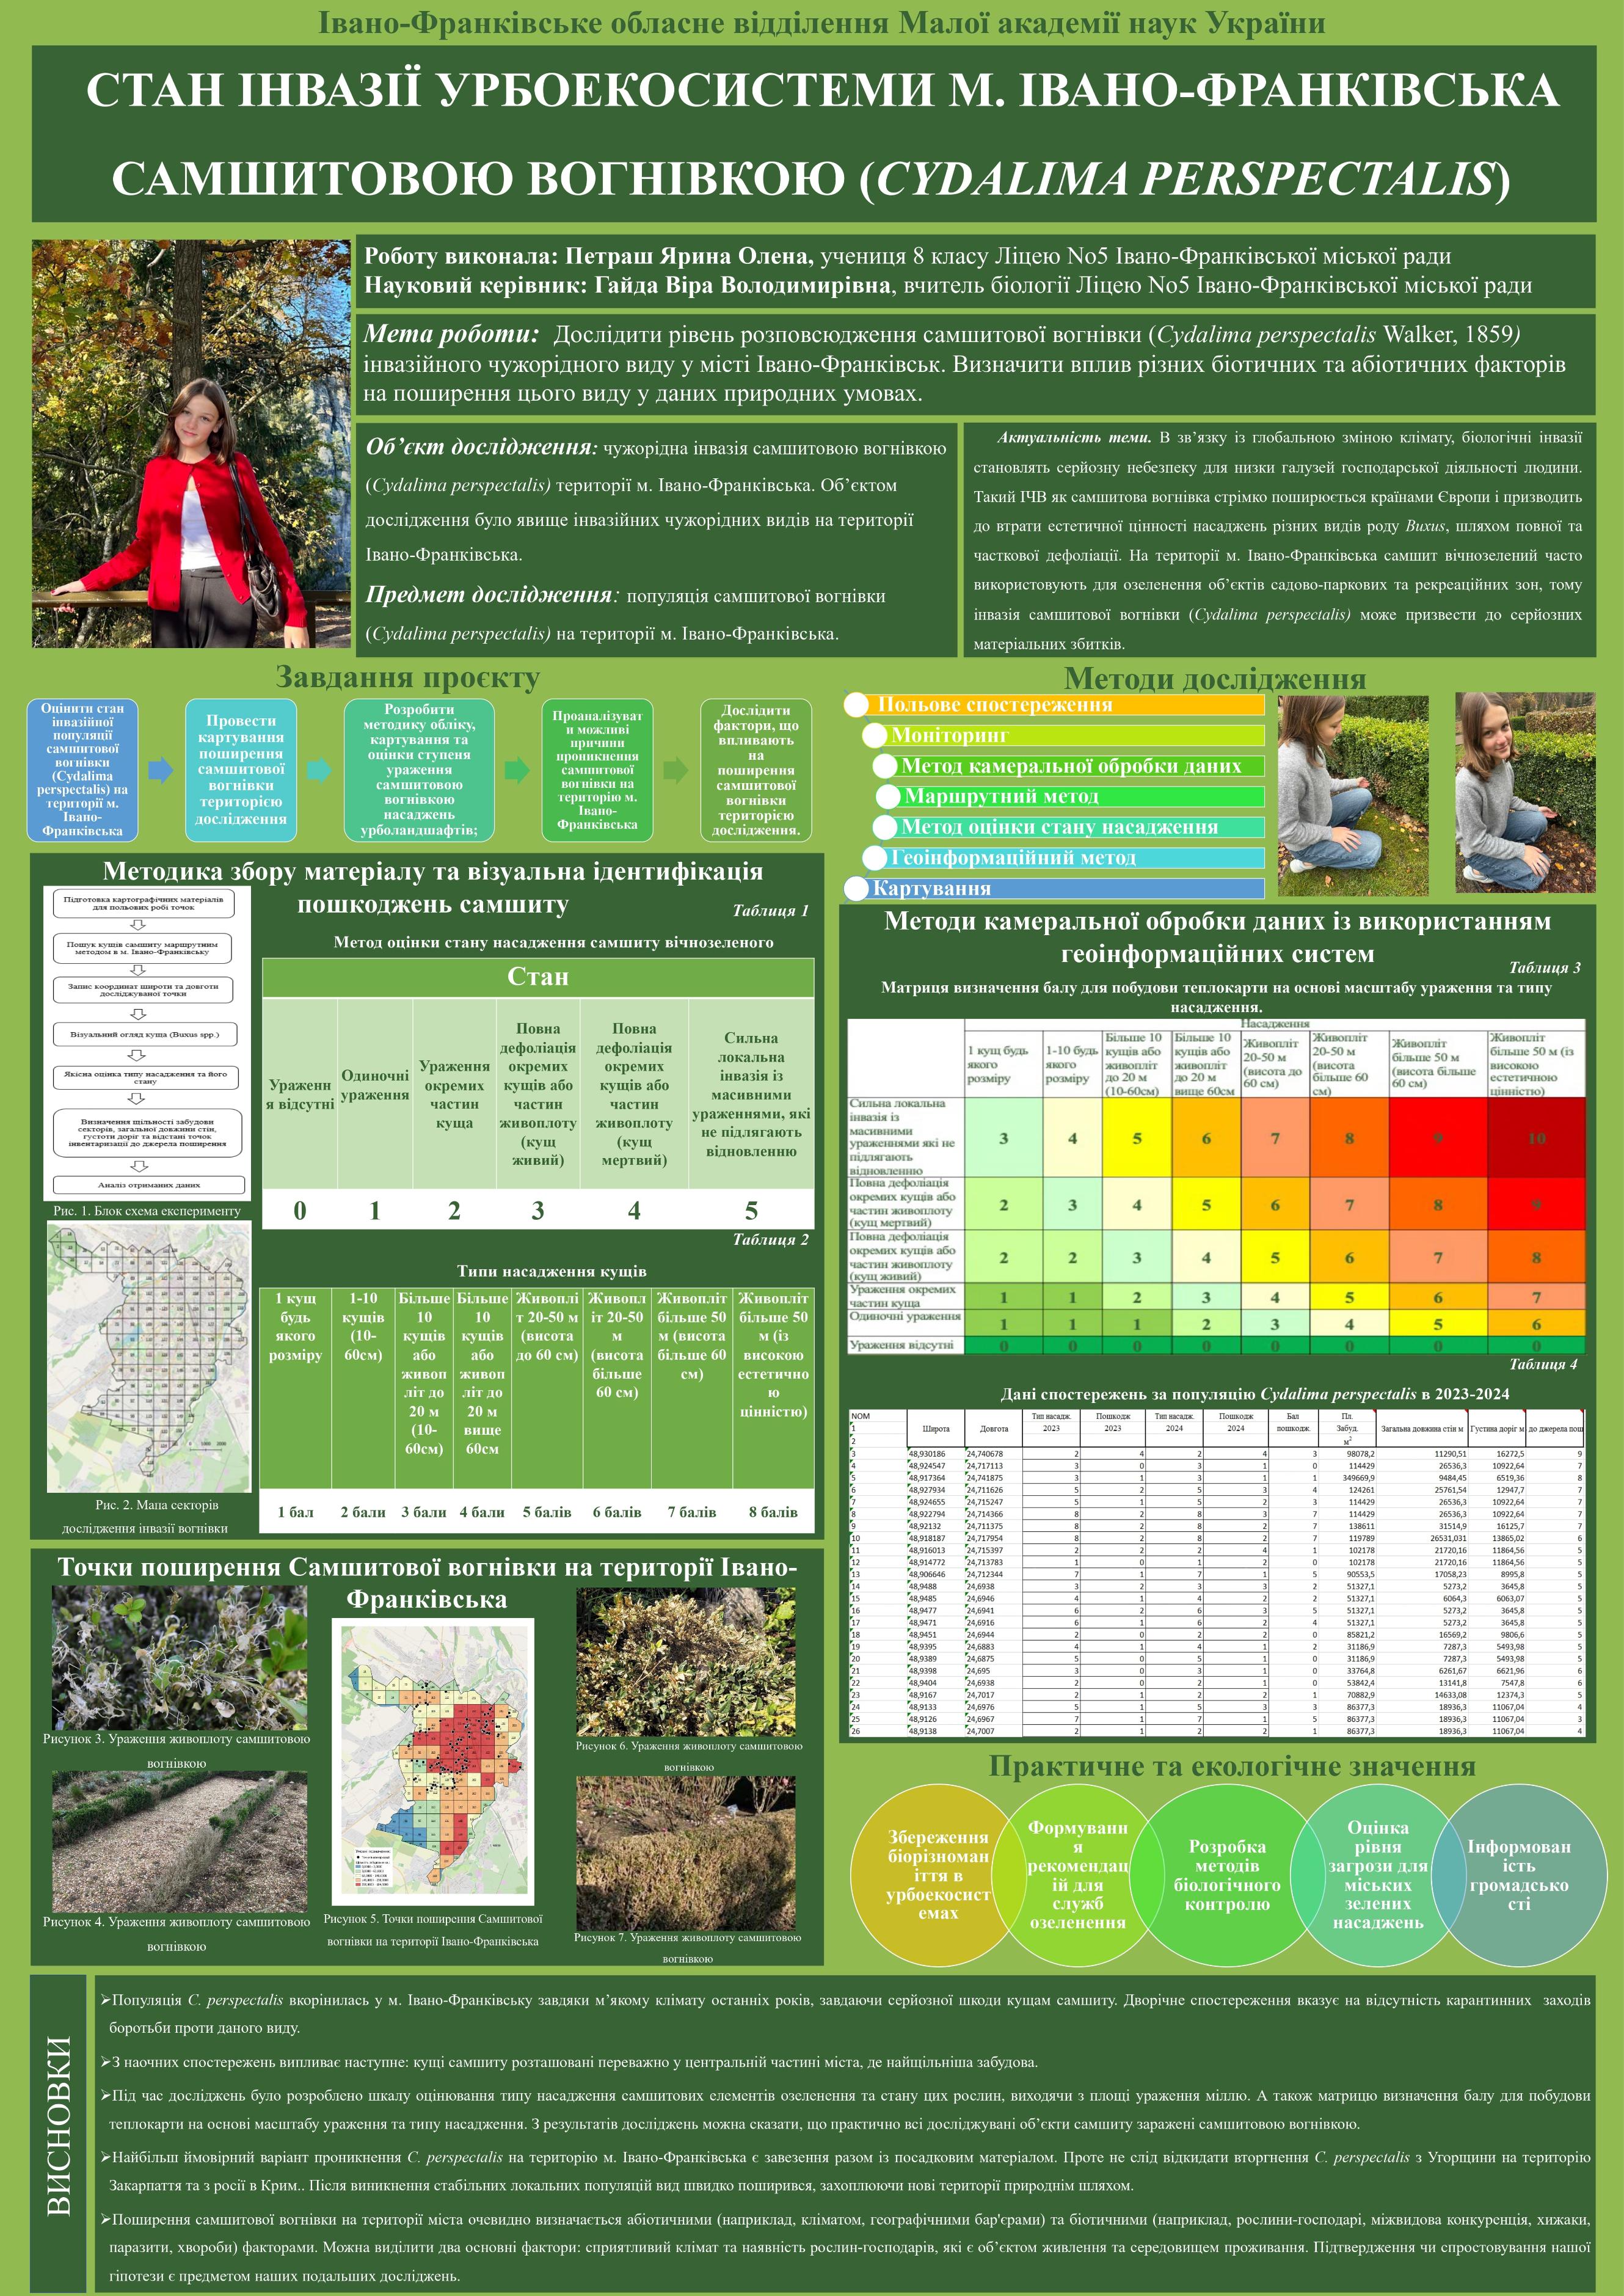 Івано-Франківське обласне відділення Малої академії наук України
СТАН ІНВАЗІЇ УРБОЕКОСИСТЕМИ М. ІВАНО-ФРАНКІВСЬКА
САМШИТОВОЮ ВОГНІВКОЮ (CYDALIMA PERSPECTALIS)
Роботу виконала: Петраш Ярина Олена, учениця 8 класу Ліцею No5 Івано-Франківської міської ради
Науковий керівник: Гайда Віра Володимирівна, вчитель біології Ліцею No5 Івано-Франківської міської ради
Мета роботи: Дослідити рівень розповсюдження самшитової вогнівки (Cydalima perspectalis Walker, 1859)
інвазійного чужорідного виду у місті Івано-Франківськ. Визначити вплив різних біотичних та абіотичних факторів
на поширення цього виду у даних природних умовах.
Об’єкт дослідження: чужорідна інвазія самшитовою вогнівкою
(Cydalima perspectalis) території м. Івано-Франківська. Об’єктом
дослідження було явище інвазійних чужорідних видів на території
Івано-Франківська.
Предмет дослідження: популяція самшитової вогнівки
(Cydalima perspectalis) на території м. Івано-Франківська.
Актуальність теми. В зв’язку із глобальною зміною клімату, біологічні інвазії
становлять серйозну небезпеку для низки галузей господарської діяльності людини.
Такий ІЧВ як самшитова вогнівка стрімко поширюється країнами Європи і призводить
до втрати естетичної цінності насаджень різних видів роду Buxus, шляхом повної та
часткової дефоліації. На території м. Івано-Франківська самшит вічнозелений часто
використовують для озеленення об’єктів садово-паркових та рекреаційних зон, тому
інвазія самшитової вогнівки (Cydalima perspectalis) може призвести до серйозних
матеріальних збитків.
Завдання проєкту
Оцінити стан
інвазійної
популяції
самшитової
вогнівки
(Cydalima
perspectalis) на
території м.
Івано-
Франківська
Провести
картування
поширення
самшитової
вогнівки
територією
дослідження
Розробити
методику обліку,
картування та
оцінки ступеня
ураження
самшитовою
вогнівкою
насаджень
урболандшафтів;
Проаналізуват
и можливі
причини
проникнення
самшитової
вогнівки на
територію м.
Івано-
Франківська
Дослідити
фактори, що
впливають
на
поширення
самшитової
вогнівки
територією
дослідження.
Методи дослідження
Польове спостереження
Моніторинг
Метод камеральної обробки даних
Маршрутний метод
Метод оцінки стану насадження
Геоінформаційний метод
Картування
Методика збору матеріалу та візуальна ідентифікація
пошкоджень самшиту
Підготовка картографічних матеріалів
для польових робі точок
Пошук кущів самшиту маршрутним
методом в м. Івано-Франківську
Запис координат широти та довготи
досліджуваної точки
Візуальний огляд куща (Buxus spp.)
Якісна оцінка типу насадження та його
стану
Визначення щільності забудови
секторів, загальної довжини стін,
густоти доріг та відстані точок
інвентаризації до джерела поширення
Аналіз отриманих даних
Рис. 1. Блок схема експерименту
Рис. 2. Мапа секторів
дослідження інвазії вогнівки
Таблиця 1
Метод оцінки стану насадження самшиту вічнозеленого
Стан
Ураженн
я відсутні
Одиночні
ураження
Ураження
окремих
частин
куща
Повна
дефоліація
окремих
кущів або
частин
живоплоту
(кущ
живий)
Повна
дефоліація
окремих
кущів або
частин
живоплоту
(кущ
мертвий)
Сильна
локальна
інвазія із
масивними
ураженнями, які
не підлягають
відновленню
0 1 2 3 4 5
Таблиця 2
Типи насадження кущів
1 кущ
будь
якого
розміру
1-10
кущів
(10-
60см)
Більше
10
кущів
або
живоп
літ до
20 м
(10-
60см)
Більше
10
кущів
або
живоп
літ до
20 м
вище
60см
Живоплі
т 20-50 м
(висота
до 60 см)
Живопл
іт 20-50
м
(висота
більше
60 см)
Живопліт
більше 50
м (висота
більше 60
см)
Живопліт
більше 50
м (із
високою
естетично
ю
цінністю)
1 бал 2 бали 3 бали 4 бали 5 балів 6 балів 7 балів 8 балів
Методи камеральної обробки даних із використанням
геоінформаційних систем
Таблиця 3
Матриця визначення балу для побудови теплокарти на основі масштабу ураження та типу
насадження.
Насадження
1 кущ будь
якого
розміру
1-10 будь
якого
розміру
Більше 10
кущів або
живопліт
до 20 м
(10-60см)
Більше 10
кущів або
живопліт
до 20 м
вище 60см
Живопліт
20-50 м
(висота до
60 см)
Живопліт
20-50 м
(висота
більше 60
см)
Живопліт
більше 50 м
(висота більше
60 см)
Живопліт
більше 50 м (із
високою
естетичною
цінністю)
Сильна локальна
інвазія із
масивними
ураженнями які не
підлягають
відновленню
3 4 5 6 7 8 9 10
Повна дефоліація
окремих кущів або
частин живоплоту
(кущ мертвий)
2 3 4 5 6 7 8 9
Повна дефоліація
окремих кущів або
частин живоплоту
(кущ живий)
2 2 3 4 5 6 7 8
Ураження окремих
частин куща
1 1 2 3 4 5 6 7
Одиночні ураження
1 1 1 2 3 4 5 6
Ураження відсутні 0 0 0 0 0 0 0 0
Таблиця 4
Дані спостережень за популяцію Cydalima perspectalis в 2023-2024
NOM Тип насадж. Пошкодж Тип насадж. Пошкодж Бал Пл.
1 Широта Довгота 2023 2023 2024 2024 пошкодж. Забуд. Загальна довжина стін м Густина доріг м до джерела пош
2 м²
3 48,930186 24,740678 2 4 2 4 3 98078,2 11290,51 16272,5 9
4 48,924547 24,717113 3 0 3 1 0 114429 26536,3 10922,64 7
5 48,917364 24,741875 3 1 3 1 1 349669,9 9484,45 6519,36 8
6 48,927934 24,711626 5 2 5 3 4 124261 25761,54 12947,7 7
7 48,924655 24,715247 5 1 5 2 3 114429 26536,3 10922,64 7
8 48,922794 24,714366 8 2 8 3 7 114429 26536,3 10922,64 7
9 48,92132 24,711375 8 2 8 2 7 138611 31514,9 16125,7 7
10 48,918187 24,717954 8 2 8 2 7 119789 26531,031 13865,02 6
11 48,916013 24,715397 2 2 2 4 1 102178 21720,16 11864,56 5
12 48,914772 24,713783 1 0 1 2 0 102178 21720,16 11864,56 5
13 48,906646 24,712344 7 1 7 1 5 90553,5 17058,23 8995,8 5
14 48,9488 24,6938 3 2 3 3 2 51327,1 5273,2 3645,8 5
15 48,9485 24,6946 4 1 4 2 2 51327,1 6064,3 6063,07 5
16 48,9477 24,6941 6 2 6 3 5 51327,1 5273,2 3645,8 5
17 48,9471 24,6916 6 1 6 2 4 51327,1 5273,2 3645,8 5
18 48,9451 24,6944 2 0 2 2 0 85821,2 16569,2 9806,6 5
19 48,9395 24,6883 4 1 4 1 2 31186,9 7287,3 5493,98 5
20 48,9389 24,6875 5 0 5 1 0 31186,9 7287,3 5493,98 5
21 48,9398 24,695 3 0 3 1 0 33764,8 6261,67 6621,96 6
22 48,9404 24,6938 2 0 2 1 0 53842,4 13141,8 7547,8 6
23 48,9167 24,7017 2 1 2 2 1 70882,9 14633,08 12374,3 5
24 48,9133 24,6976 5 1 5 3 3 86377,3 18936,3 11067,04 4
25 48,9126 24,6967 7 1 7 1 5 86377,3 18936,3 11067,04 3
26 48,9138 24,7007 2 1 2 2 1 86377,3 18936,3 11067,04 4
Точки поширення Самшитової вогнівки на території Івано-
Франківська
Рисунок 3. Ураження живоплоту самшитовою
вогнівкою
Рисунок 4. Ураження живоплоту самшитовою
вогнівкою
Рисунок 5. Точки поширення Самшитової
вогнівки на території Івано-Франківська
Рисунок 6. Ураження живоплоту самшитовою
вогнівкою
Рисунок 7. Ураження живоплоту самшитовою
вогнівкою
Практичне та екологічне значення
Збереження
біорізноман
іття в
урбоекосист
емах
Формуванн
я
рекомендац
ій для
служб
озеленення
Розробка
методів
біологічного
контролю
Оцінка
рівня
загрози для
міських
зелених
насаджень
Інформован
ість
громадсько
сті
ВИСНОВКИ
➢Популяція C. perspectalis вкорінилась у м. Івано-Франківську завдяки м’якому клімату останніх років, завдаючи серйозної шкоди кущам самшиту. Дворічне спостереження вказує на відсутність карантинних заходів
боротьби проти даного виду.
➢З наочних спостережень випливає наступне: кущі самшиту розташовані переважно у центральній частині міста, де найщільніша забудова.
➢Під час досліджень було розроблено шкалу оцінювання типу насадження самшитових елементів озеленення та стану цих рослин, виходячи з площі ураження міллю. А також матрицю визначення балу для побудови
теплокарти на основі масштабу ураження та типу насадження. З результатів досліджень можна сказати, що практично всі досліджувані об’єкти самшиту заражені самшитовою вогнівкою.
➢Найбільш ймовірний варіант проникнення C. perspectalis на територію м. Івано-Франківська є завезення разом із посадковим матеріалом. Проте не слід відкидати вторгнення C. perspectalis з Угорщини на територію
Закарпаття та з росії в Крим.. Після виникнення стабільних локальних популяцій вид швидко поширився, захоплюючи нові території природнім шляхом.
➢Поширення самшитової вогнівки на території міста очевидно визначається абіотичними (наприклад, кліматом, географічними бар'єрами) та біотичними (наприклад, рослини-господарі, міжвидова конкуренція, хижаки,
паразити, хвороби) факторами. Можна виділити два основні фактори: сприятливий клімат та наявність рослин-господарів, які є об’єктом живлення та середовищем проживання. Підтвердження чи спростовування нашої
гіпотези є предметом наших подальших досліджень.